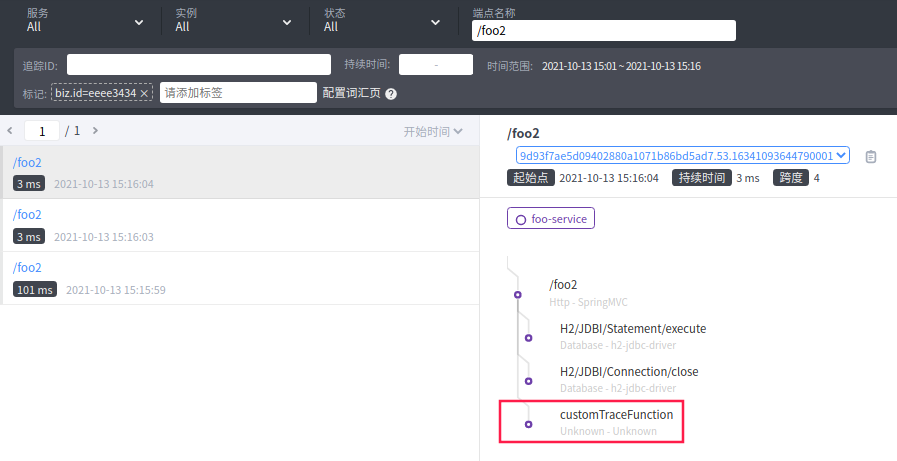 服务 实例 状态 端点名称
All All All /foo2
追踪ID: 持续时间: - 时间范围: 2021-10-13 15:01 ~ 2021-10-13 15:16
标记: biz.id=eeee3434 × 请添加标签 配置词汇页 ?
< 1 / 1 > 开始时间
/foo2
3 ms 2021-10-13 15:16:04
/foo2
3 ms 2021-10-13 15:16:03
/foo2
101 ms 2021-10-13 15:15:59
/foo2
9d93f7ae5d09402880a1071b86bd5ad7.53.16341093644790001
起始点 2021-10-13 15:16:04 持续时间 3 ms 跨度 4
foo-service
/foo2
Http - SpringMVC
H2/JDBI/Statement/execute
Database - h2-jdbc-driver
H2/JDBI/Connection/close
Database - h2-jdbc-driver
customTraceFunction
Unknown - Unknown